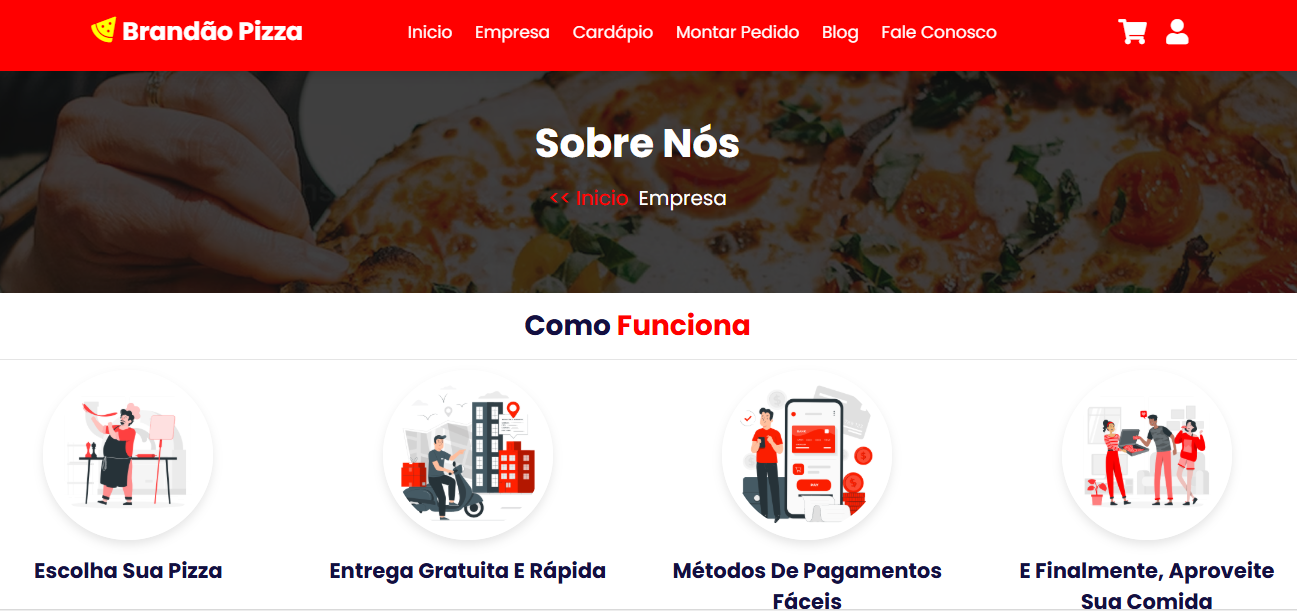 Brandão Pizza
Inicio Empresa Cardápio Montar Pedido Blog Fale Conosco
Sobre Nós
<< Início Empresa
Como Funciona
Escolha Sua Pizza
Entrega Gratuita E Rápida
Métodos De Pagamentos
Fáceis
E Finalmente, Aproveite
Sua Comida